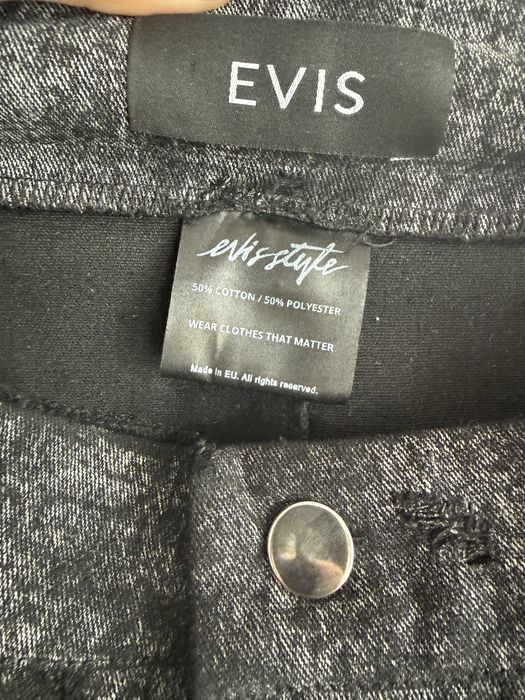 EVIS
evisstyle
50% COTTON / 50% POLYESTER
WEAR CLOTHES THAT MATTER
Made in EU. All rights reserved.